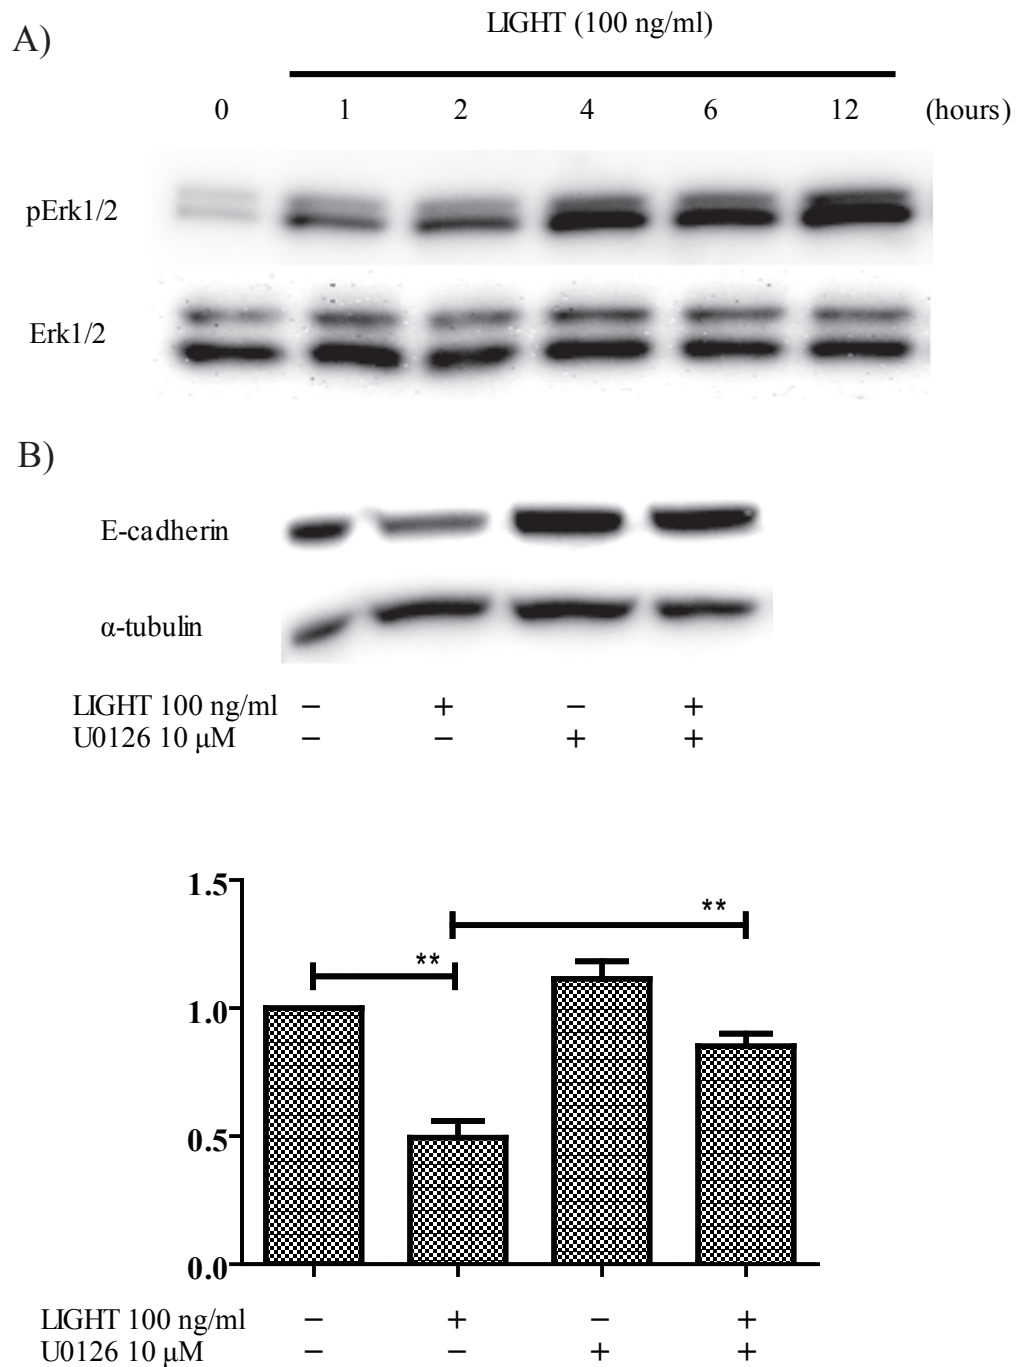 A)
LIGHT (100 ng/ml)
0 1 2 4 6 12 (hours)
pErk1/2
Erk1/2
B)
E-cadherin
α-tubulin
LIGHT 100 ng/ml − + − +
U0126 10 μM − − + +
1.5
**
**
1.0
0.5
0.0
LIGHT 100 ng/ml − + − +
U0126 10 μM − − + +